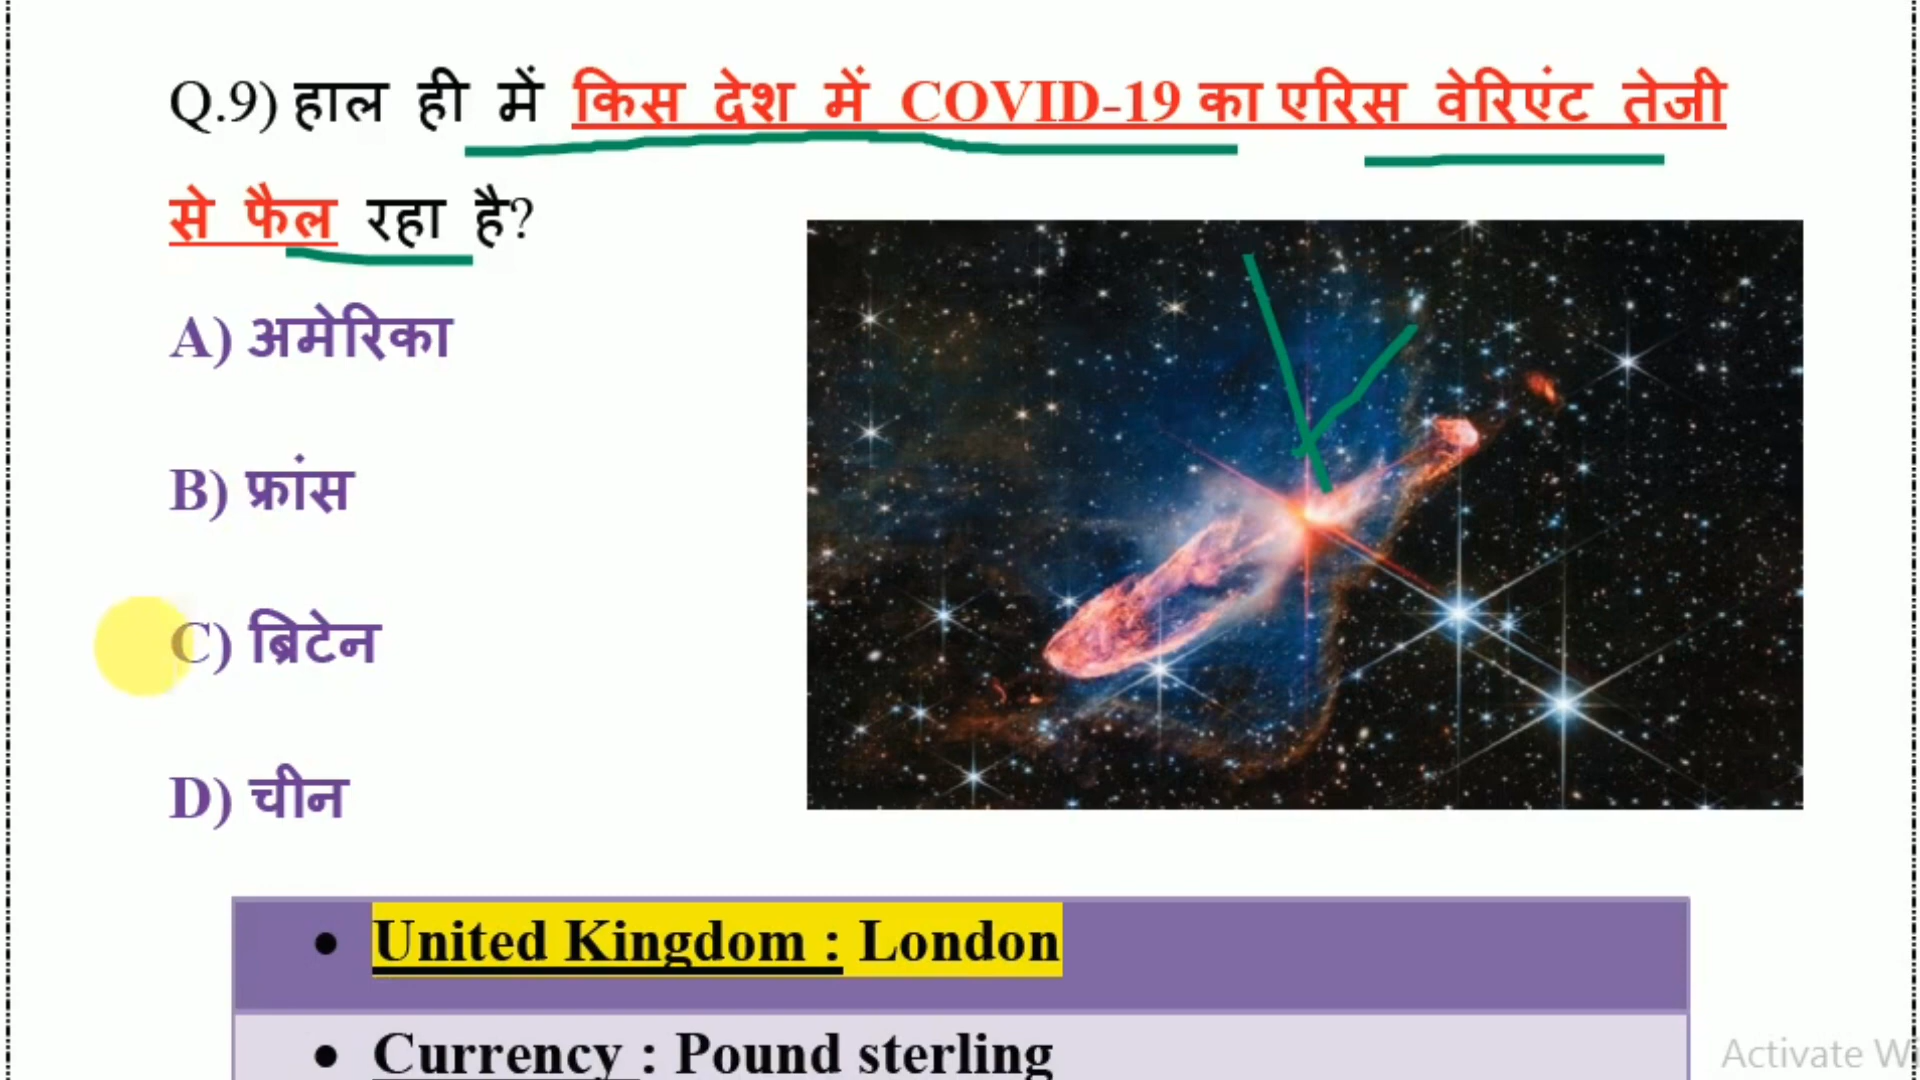 Q.9) हाल ही में किस देश में COVID-19 का एरिस वेरिएंट तेजी
से फैल रहा है?
A) अमेरिका
B) फ्रांस
C) ब्रिटेन
D) चीन
• United Kingdom : London
• Currency : Pound sterling
Activate W